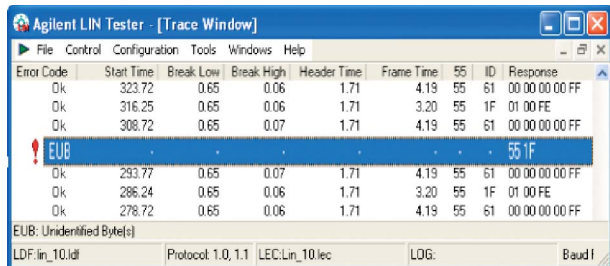 Agilent LIN Tester - [Trace Window]
File Control Configuration Tools Windows Help
Error Code Start Time Break Low Break High Header Time Frame Time 55 ID Response
Ok 323.72 0.65 0.06 1.71 4.19 55 61 00 00 00 00 FF
Ok 316.25 0.65 0.06 1.71 3.20 55 1F 01 00 FE
Ok 308.72 0.65 0.07 1.71 4.19 55 61 00 00 00 00 FF
! EUB - - - - - - - 55 1F
Ok 293.77 0.65 0.07 1.71 4.19 55 61 00 00 00 00 FF
Ok 286.24 0.65 0.06 1.71 3.20 55 1F 01 00 FE
Ok 278.72 0.65 0.06 1.71 4.19 55 61 00 00 00 00 FF
EUB: Unidentified Byte(s)
LDF:lin_10.ldf Protocol: 1.0, 1.1 LEC:Lin_10.lec LOG: Baud F